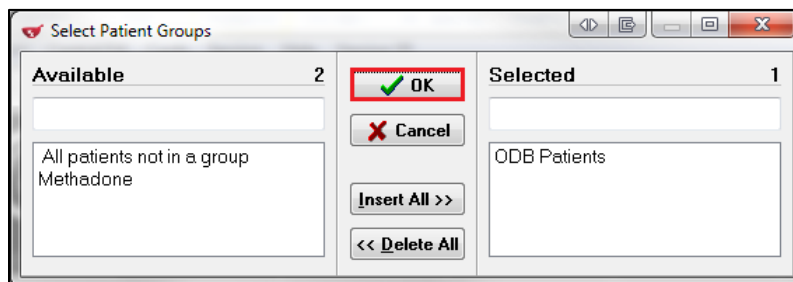 Select Patient Groups
Available 2
OK
Selected 1
Cancel
All patients not in a group
Methadone
ODB Patients
Insert All >>
<< Delete All